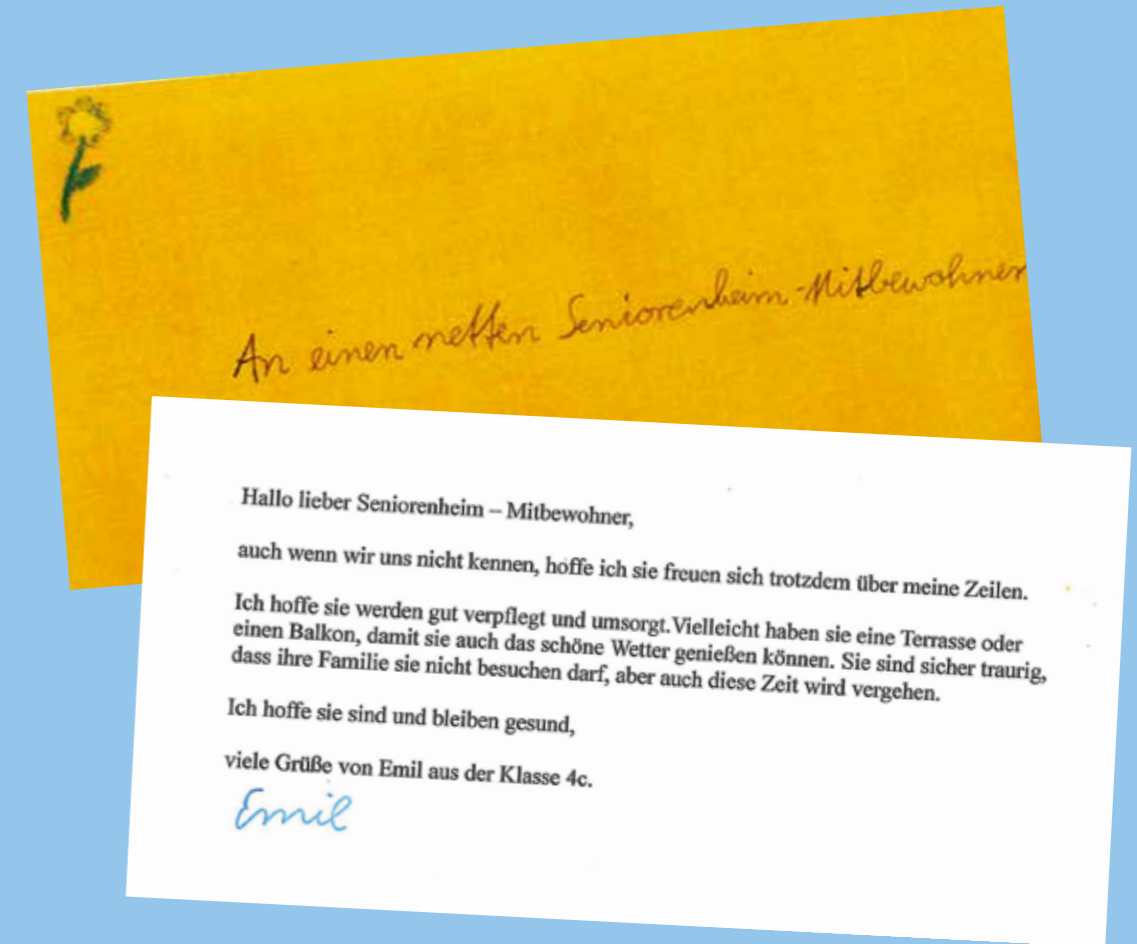 An einen netten Seniorenheim-Mitbewohner
Hallo lieber Seniorenheim – Mitbewohner,
auch wenn wir uns nicht kennen, hoffe ich sie freuen sich trotzdem über meine Zeilen.
Ich hoffe sie werden gut verpflegt und umsorgt.Vielleicht haben sie eine Terrasse oder
einen Balkon, damit sie auch das schöne Wetter genießen können. Sie sind sicher traurig,
dass ihre Familie sie nicht besuchen darf, aber auch diese Zeit wird vergehen.
Ich hoffe sie sind und bleiben gesund,
viele Grüße von Emil aus der Klasse 4c.
Emil